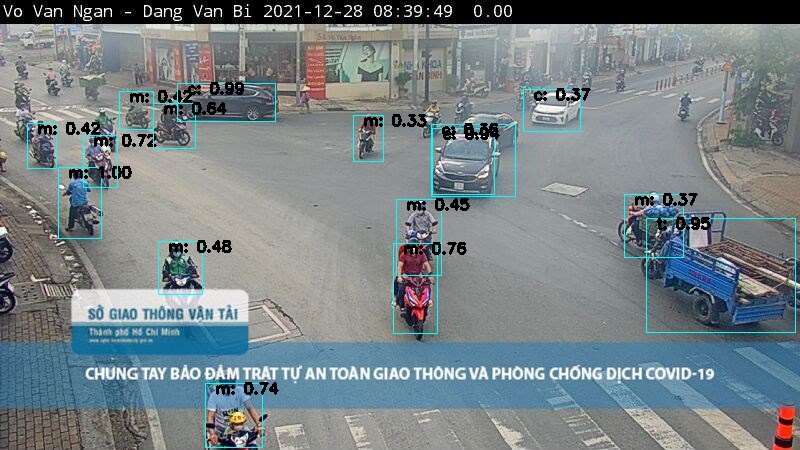 Vo Van Ngan - Dang Van Bi 2021-12-28 08:39:49 0.00
c: 0.99
m: 0.42
m: 0.64
c: 0.37
m: 0.33
m: 0.42
m: 0.72
m: 1.00
m: 0.45
m: 0.37
t: 0.95
m: 0.48
m: 0.76
SỞ GIAO THÔNG VẬN TẢI
Thành phố Hồ Chí Minh
CHUNG TAY BẢO ĐẢM TRẬT TỰ AN TOÀN GIAO THÔNG VÀ PHÒNG CHỐNG DỊCH COVID-19
m: 0.74